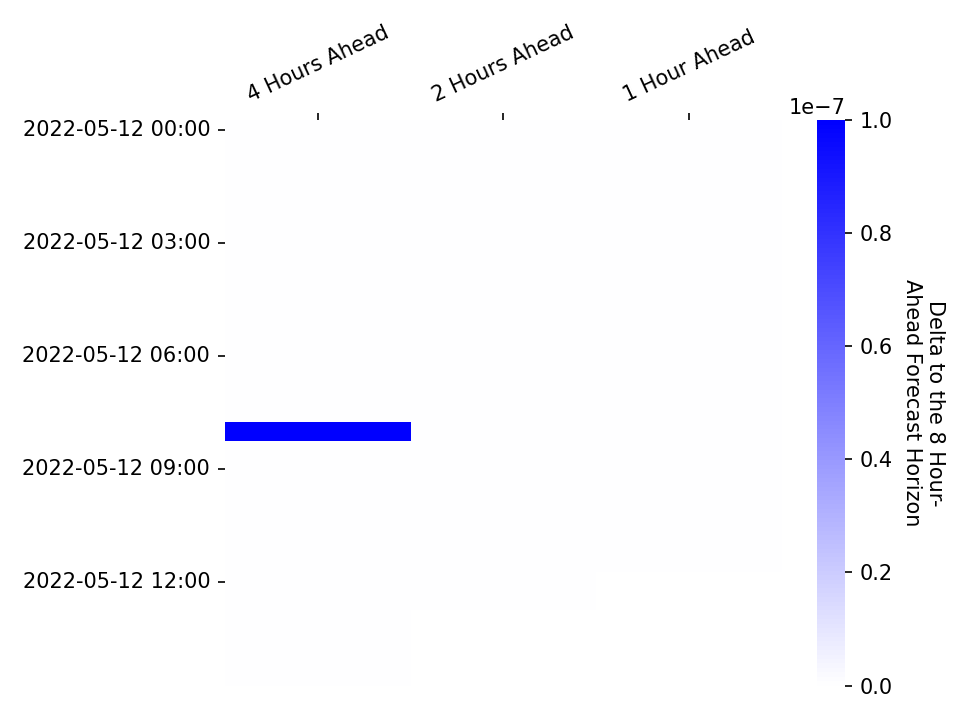 4 Hours Ahead
2 Hours Ahead
1 Hour Ahead
2022-05-12 00:00
2022-05-12 03:00
2022-05-12 06:00
2022-05-12 09:00
2022-05-12 12:00
1e−7
1.0
0.8
0.6
0.4
0.2
0.0
Delta to the 8 Hour-
Ahead Forecast Horizon